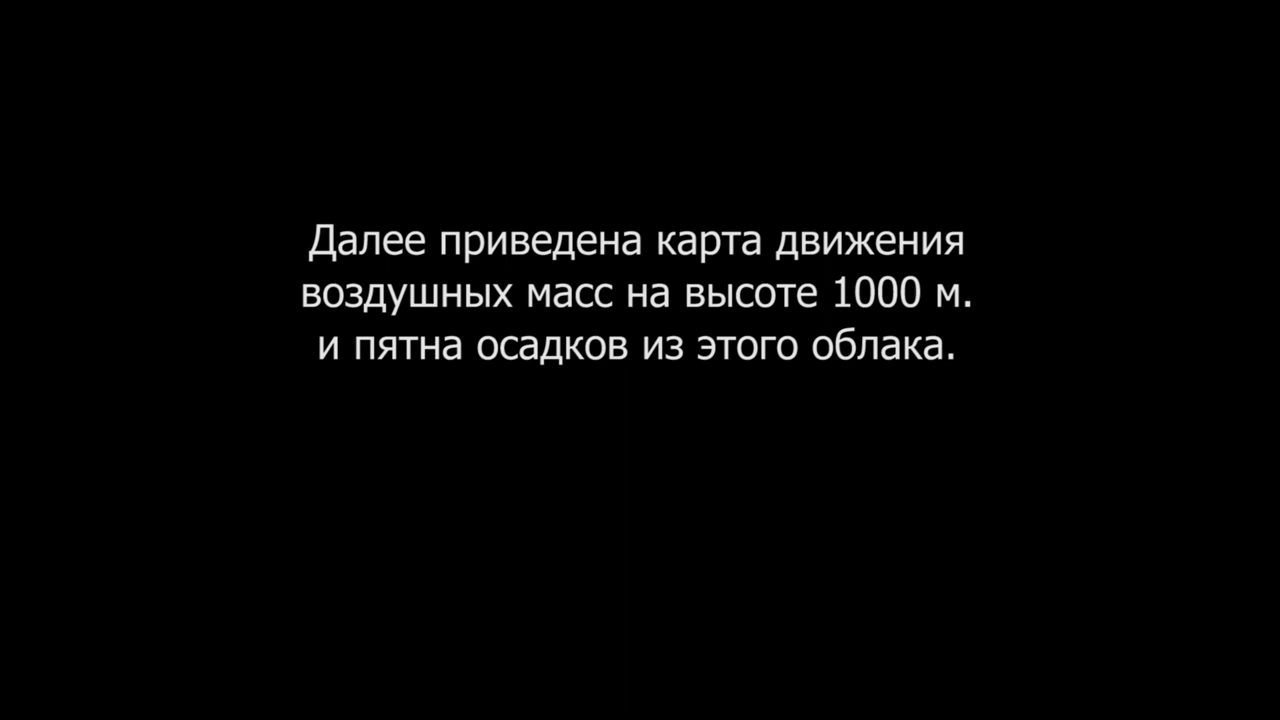 Далее приведена карта движения
воздушных масс на высоте 1000 м.
и пятна осадков из этого облака.